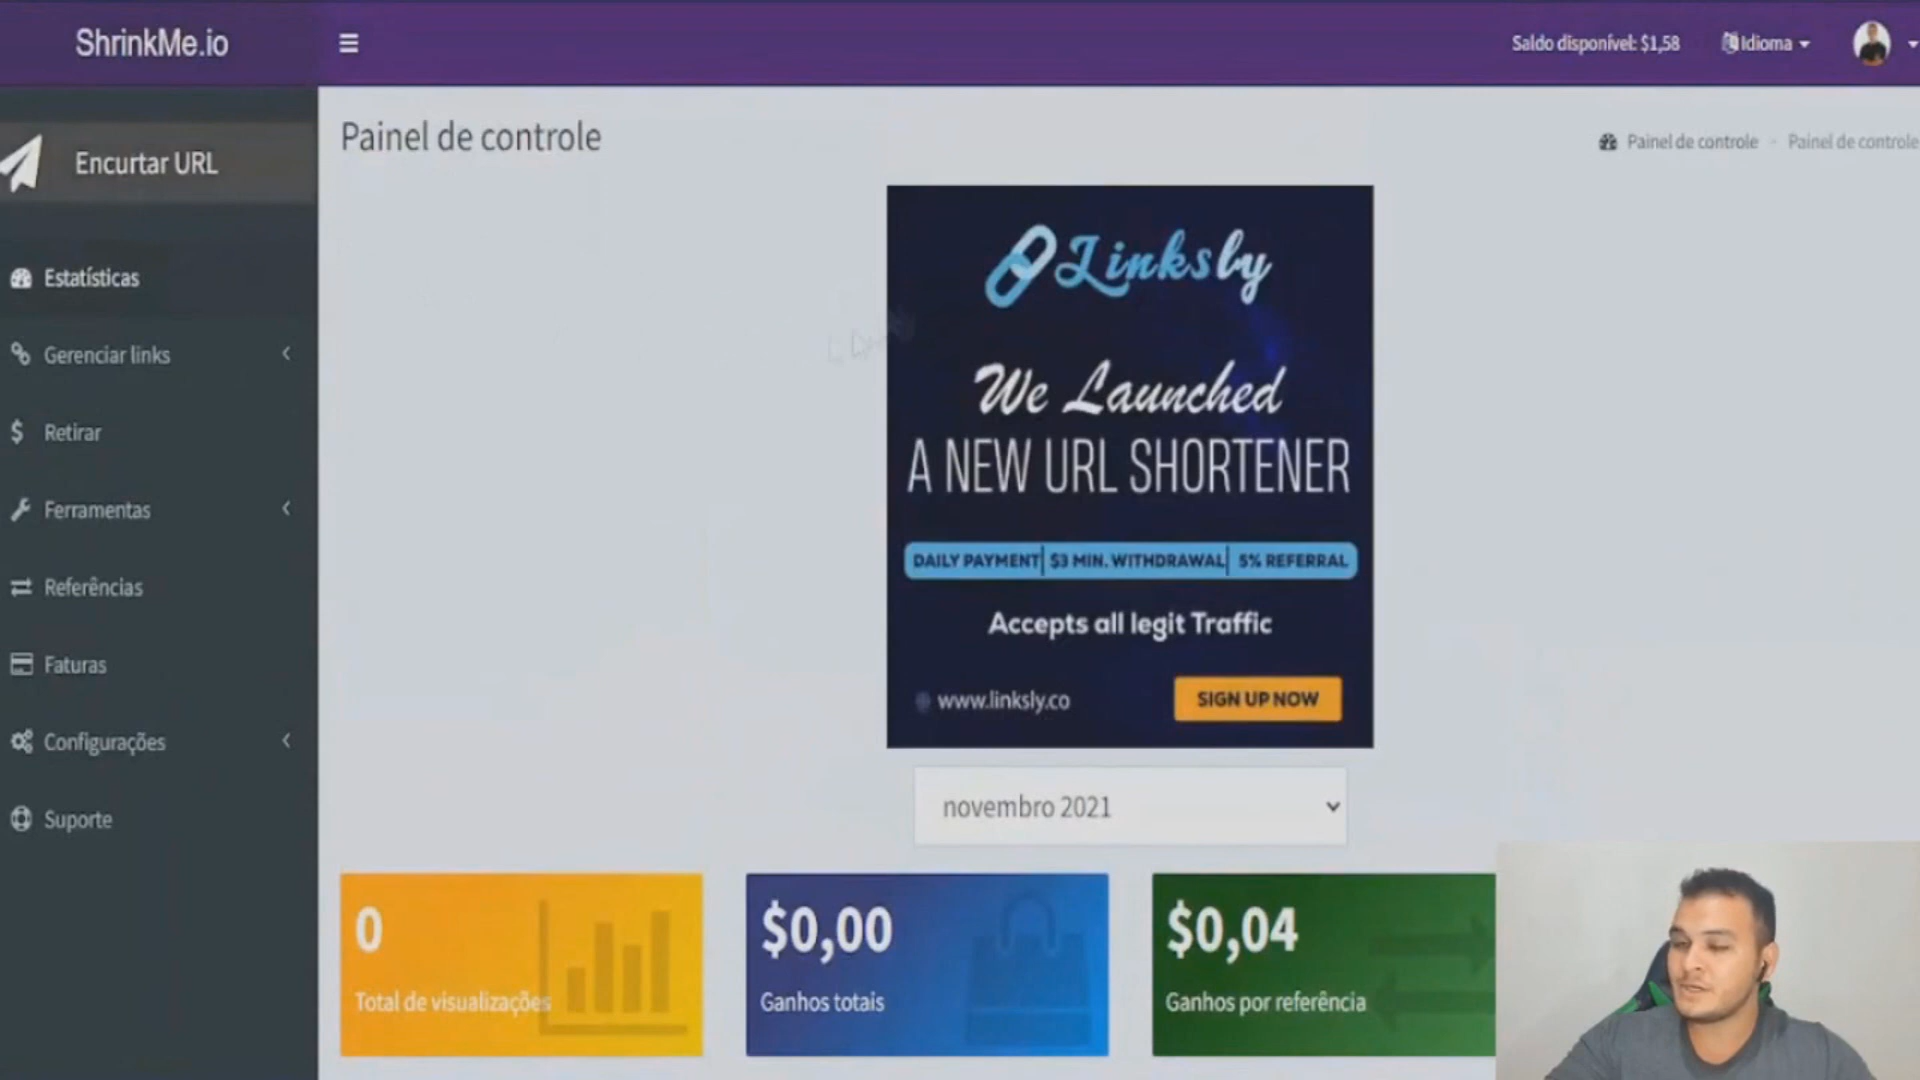 ShrinkMe.io
Saldo disponível: $1,58
Idioma
Encurtar URL
Estatísticas
Gerenciar links
Retirar
Ferramentas
Referências
Faturas
Configurações
Suporte
Painel de controle
Painel de controle - Painel de controle
Linksly
We Launched
A NEW URL SHORTENER
DAILY PAYMENT | $3 MIN. WITHDRAWAL | 5% REFERRAL
Accepts all legit Traffic
www.linksly.co
SIGN UP NOW
novembro 2021
0
Total de visualizações
$0,00
Ganhos totais
$0,04
Ganhos por referência